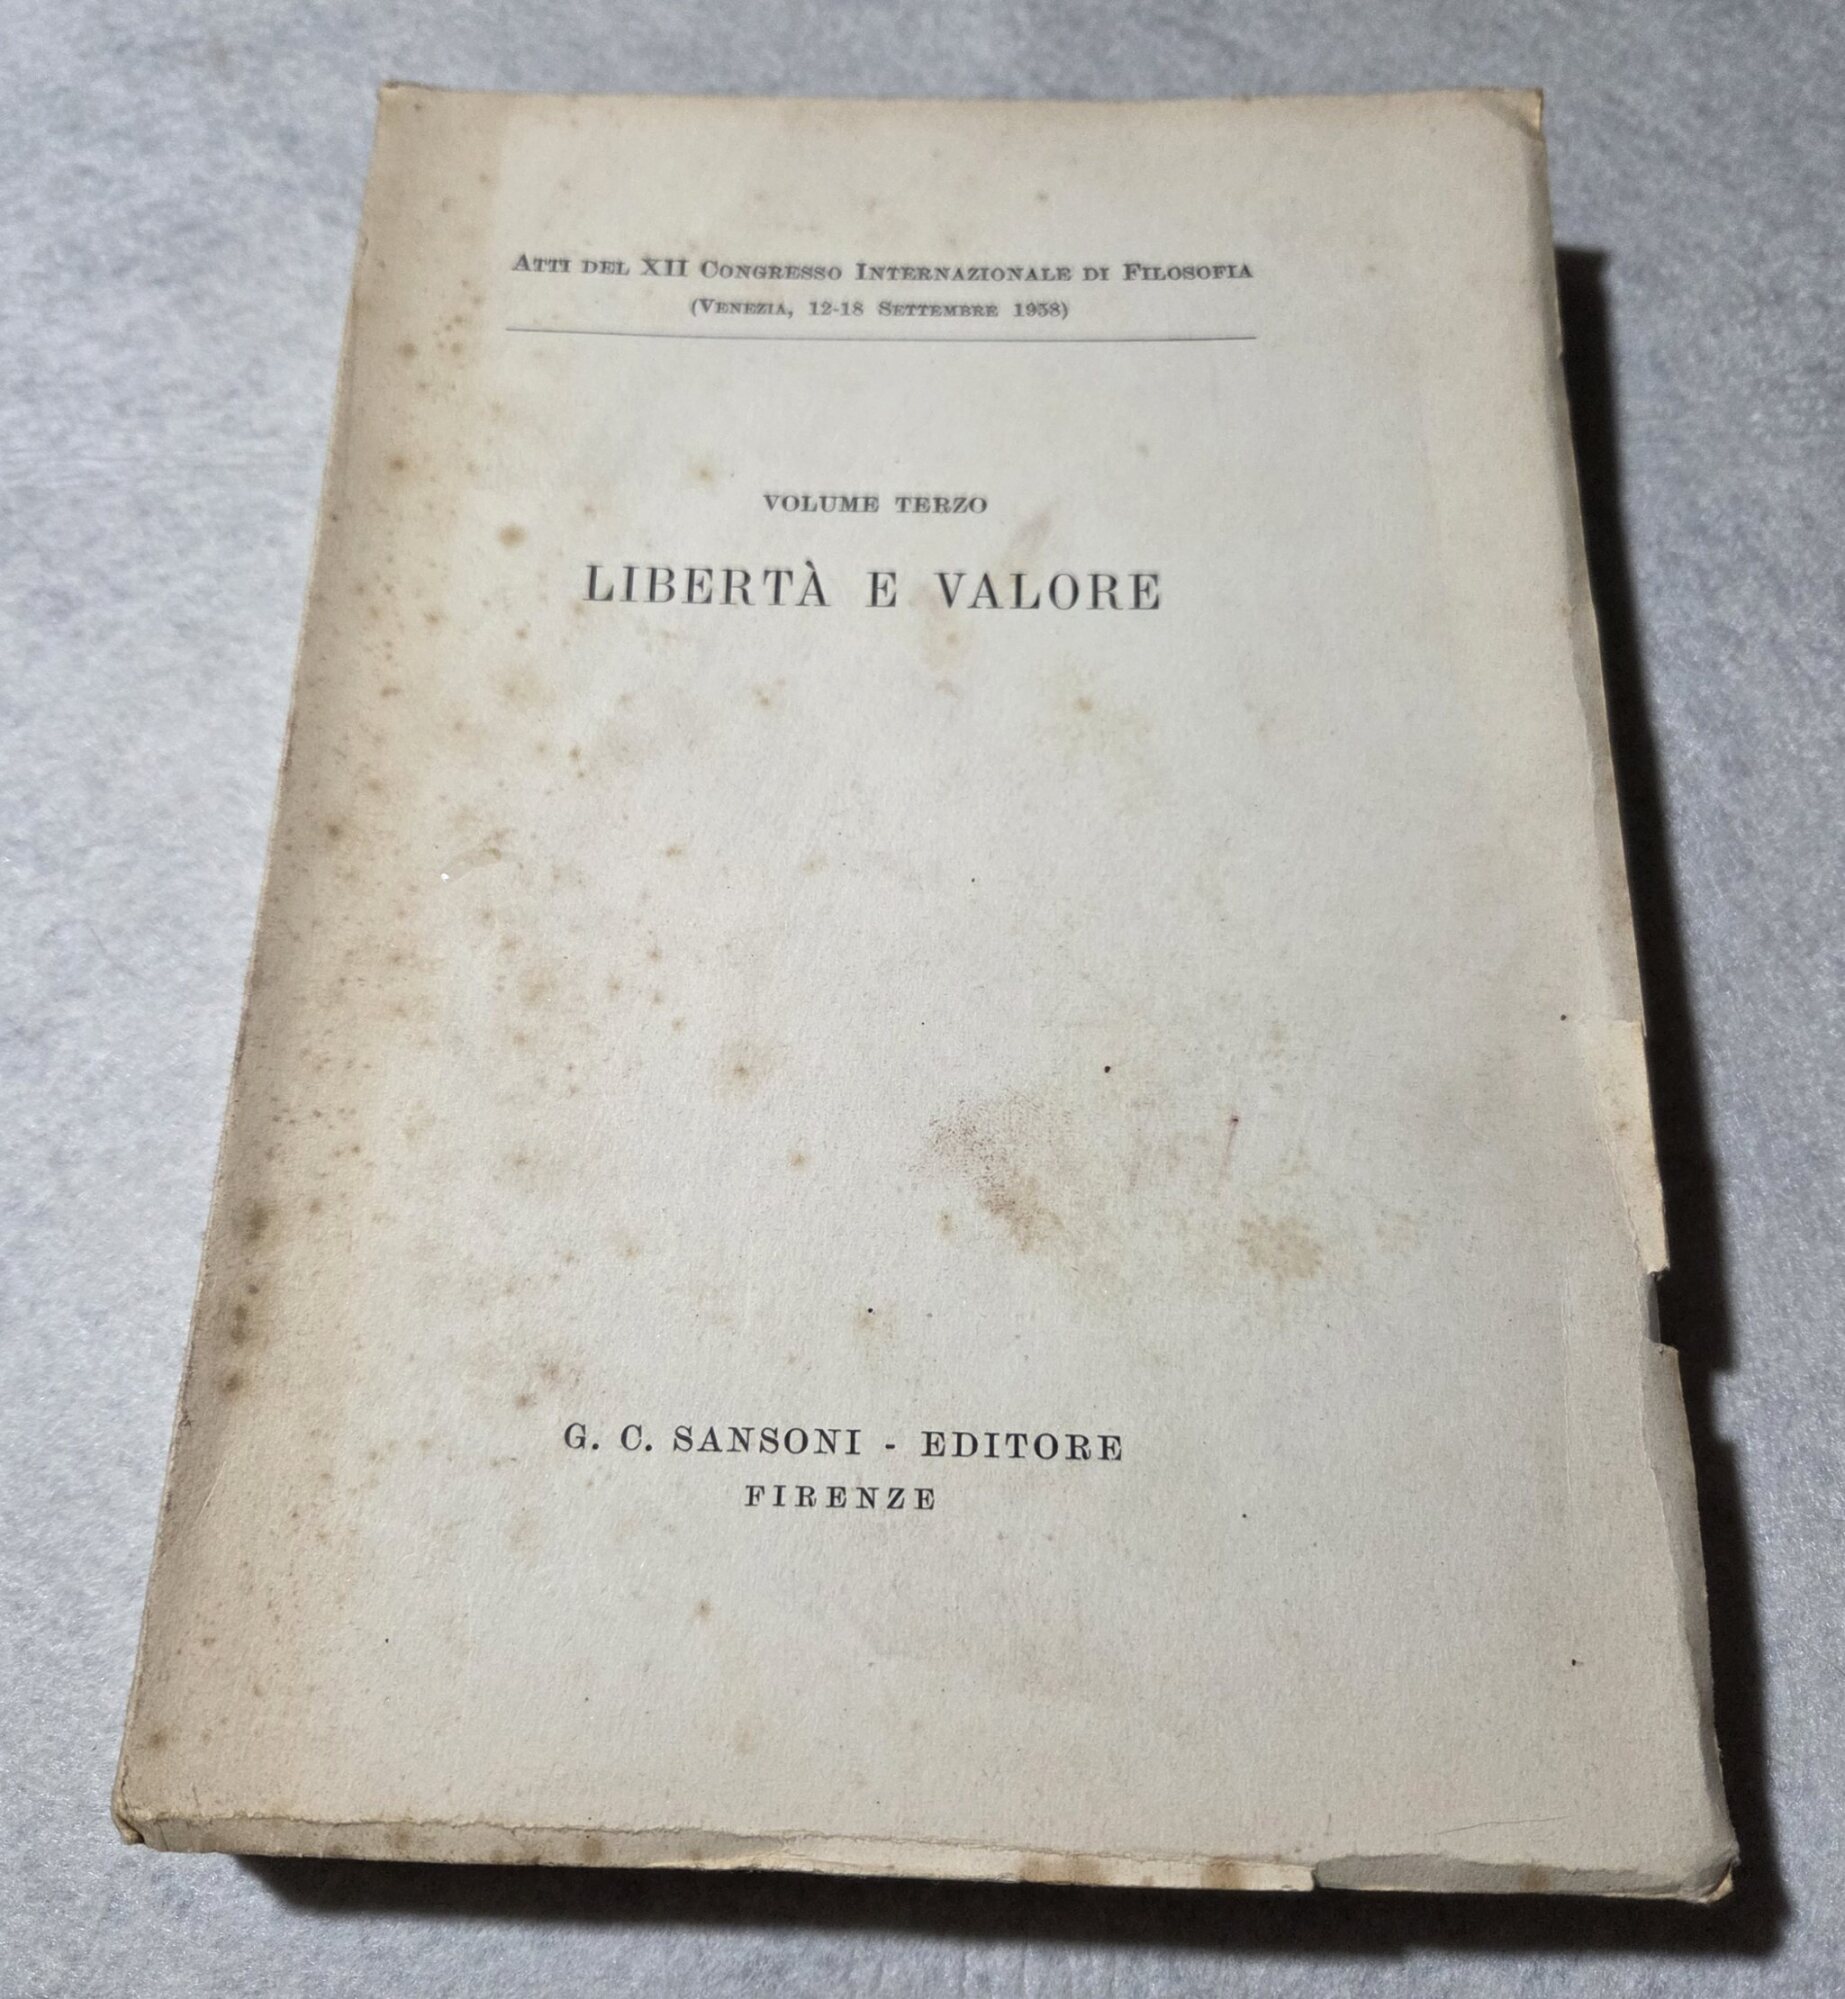 Atti del XII Congresso Internazionale di Filosofia
(Venezia, 12-18 Settembre 1958)
VOLUME TERZO
LIBERTÀ E VALORE
G. C. SANSONI - EDITORE
FIRENZE